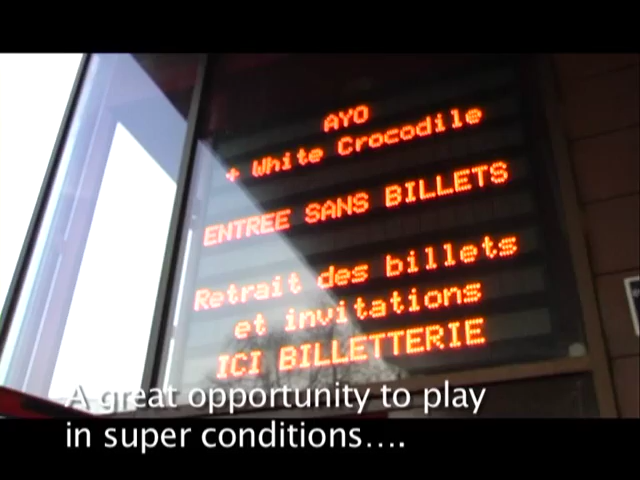 AYO
+ White Crocodile
ENTREE SANS BILLETS
Retrait des billets
et invitations
ICI BILLETTERIE
A great opportunity to play
in super conditions....